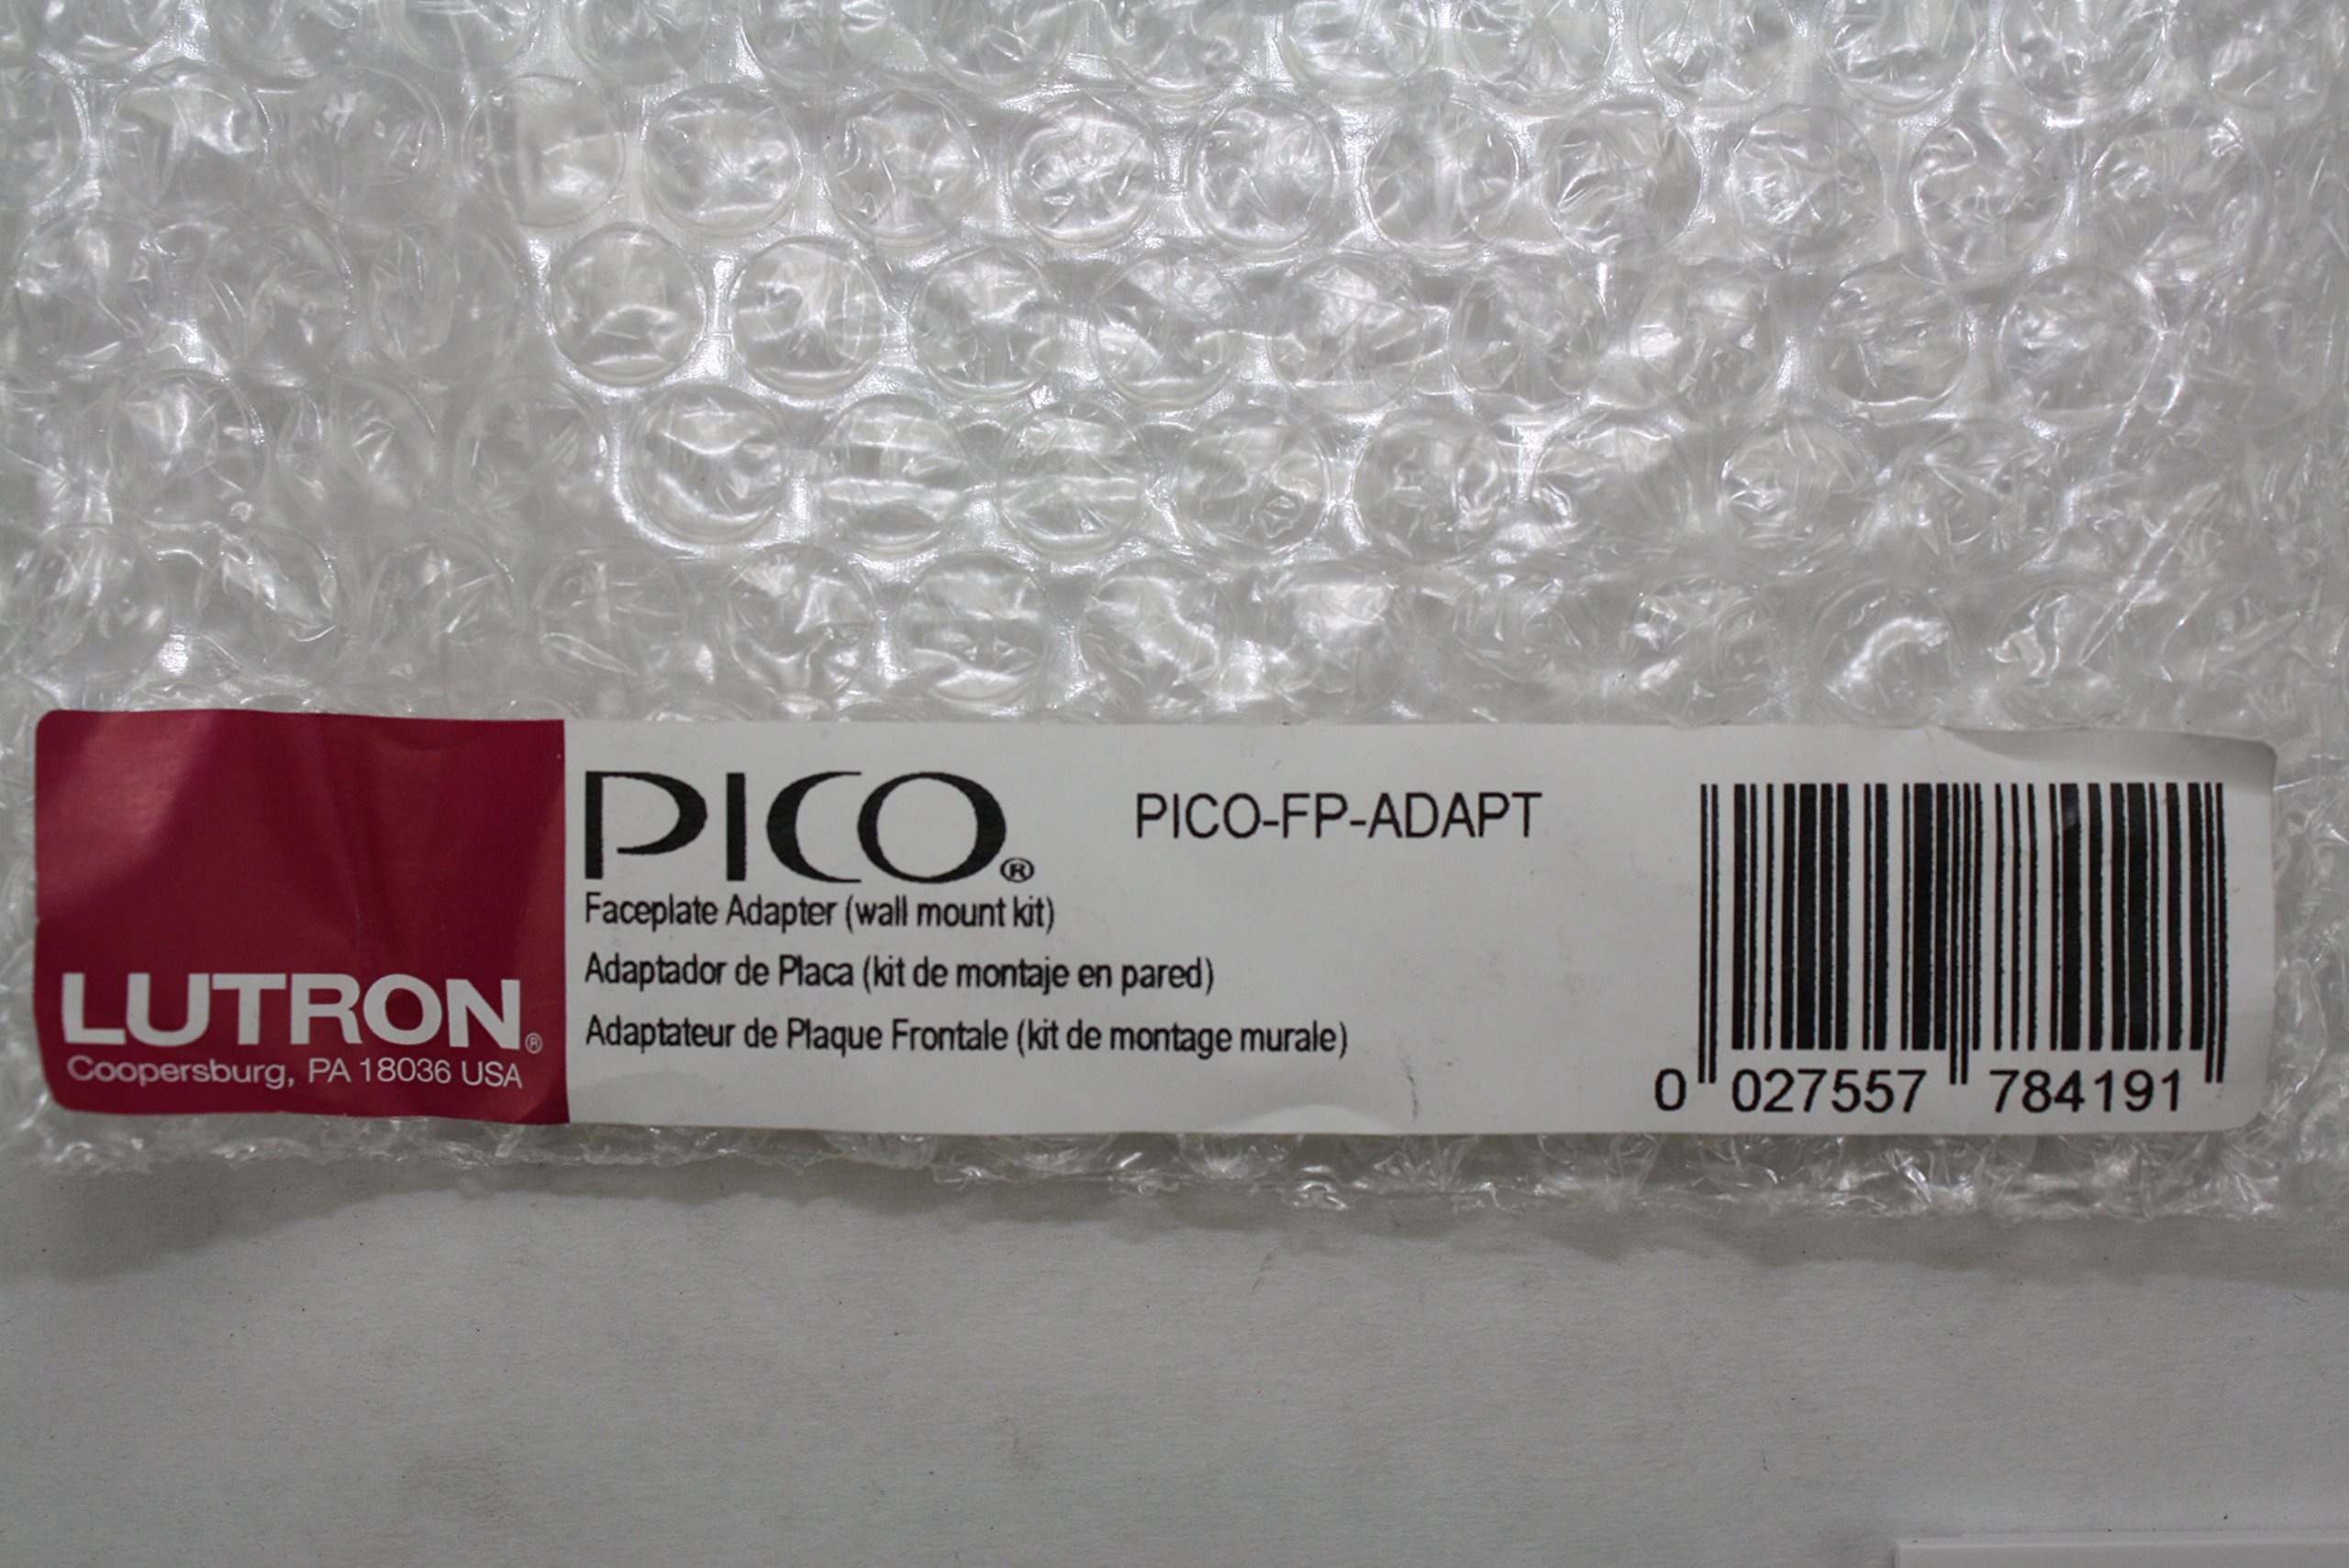 LUTRON®
Coopersburg, PA 18036 USA
PICO®
PICO-FP-ADAPT
Faceplate Adapter (wall mount kit)
Adaptador de Placa (kit de montaje en pared)
Adaptateur de Plaque Frontale (kit de montage murale)
0 027557 784191